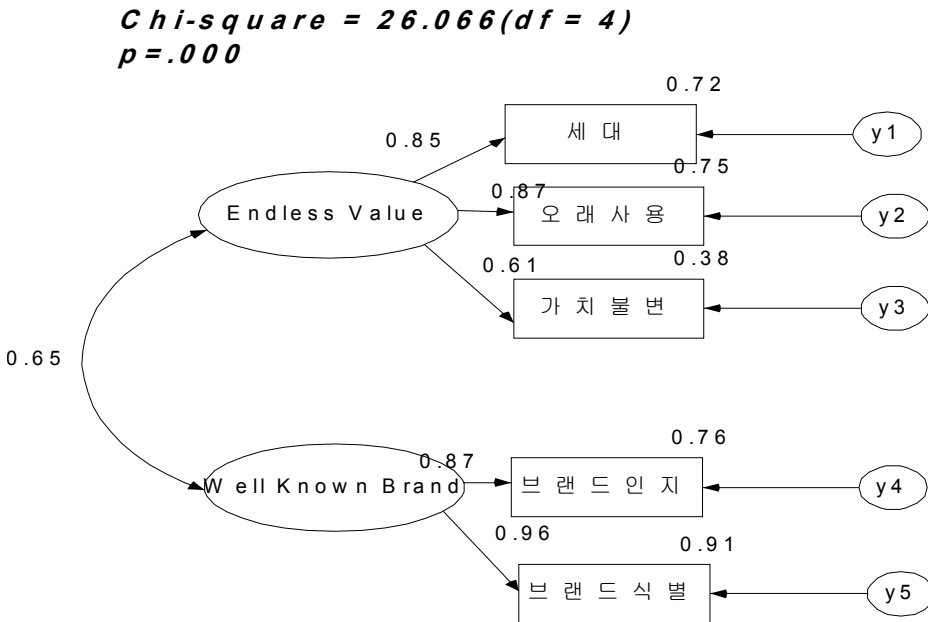 Chi-square = 26.066(df = 4)
p=.000
0.72
세대
y1
0.85
0.75
Endless Value
0.87
오래사용
y2
0.61
0.38
가치불변
y3
0.65
0.76
Well Known Brand
0.87
브랜드인지
y4
0.96
0.91
브랜드식별
y5